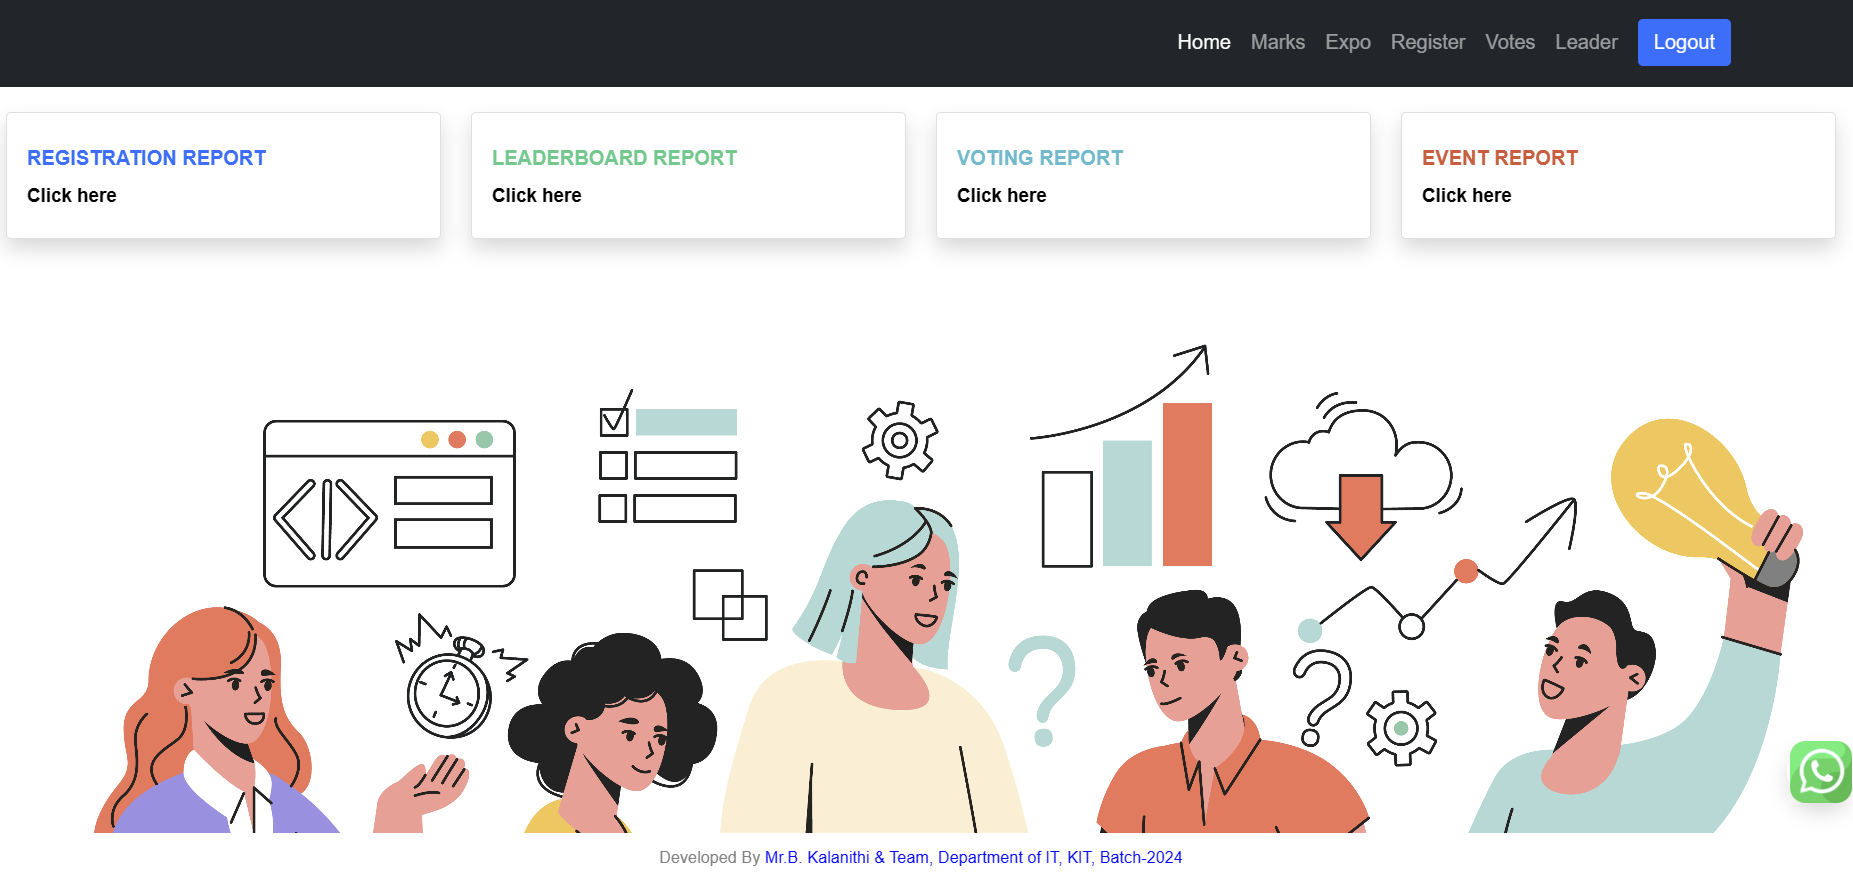 Home Marks Expo Register Votes Leader Logout
REGISTRATION REPORT
Click here
LEADERBOARD REPORT
Click here
VOTING REPORT
Click here
EVENT REPORT
Click here
Developed By Mr.B. Kalanithi & Team, Department of IT, KIT, Batch-2024